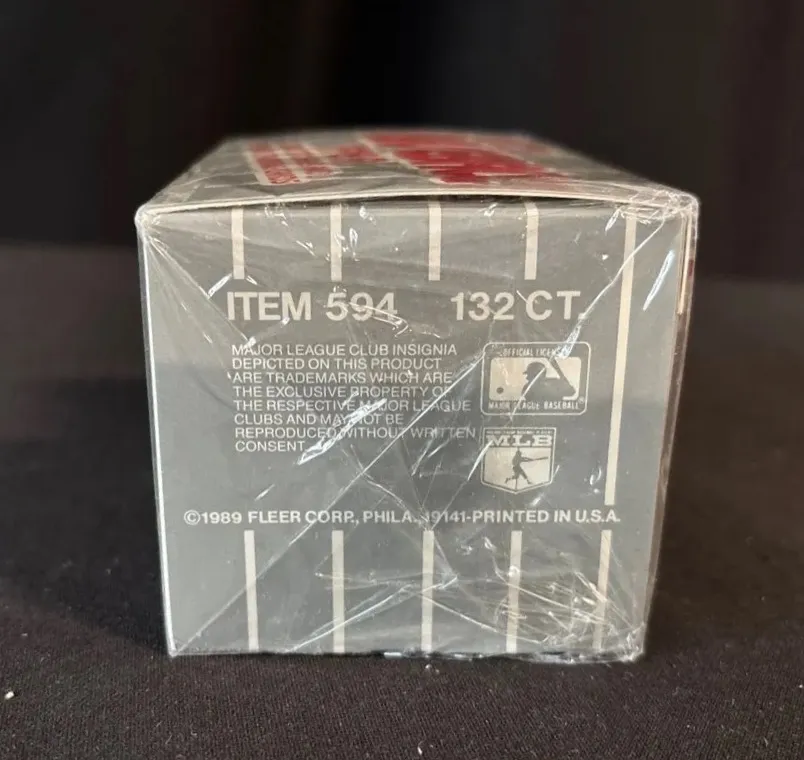 ITEM 594 132 CT.
MAJOR LEAGUE CLUB INSIGNIA
DEPICTED ON THIS PRODUCT
ARE TRADEMARKS WHICH ARE
THE EXCLUSIVE PROPERTY OF
THE RESPECTIVE MAJOR LEAGUE
CLUBS AND MAY NOT BE
REPRODUCED WITHOUT WRITTEN
CONSENT
OFFICIAL LICENSEE
MAJOR LEAGUE BASEBALL®
MLB
©1989 FLEER CORP., PHILA. 19141-PRINTED IN U.S.A.